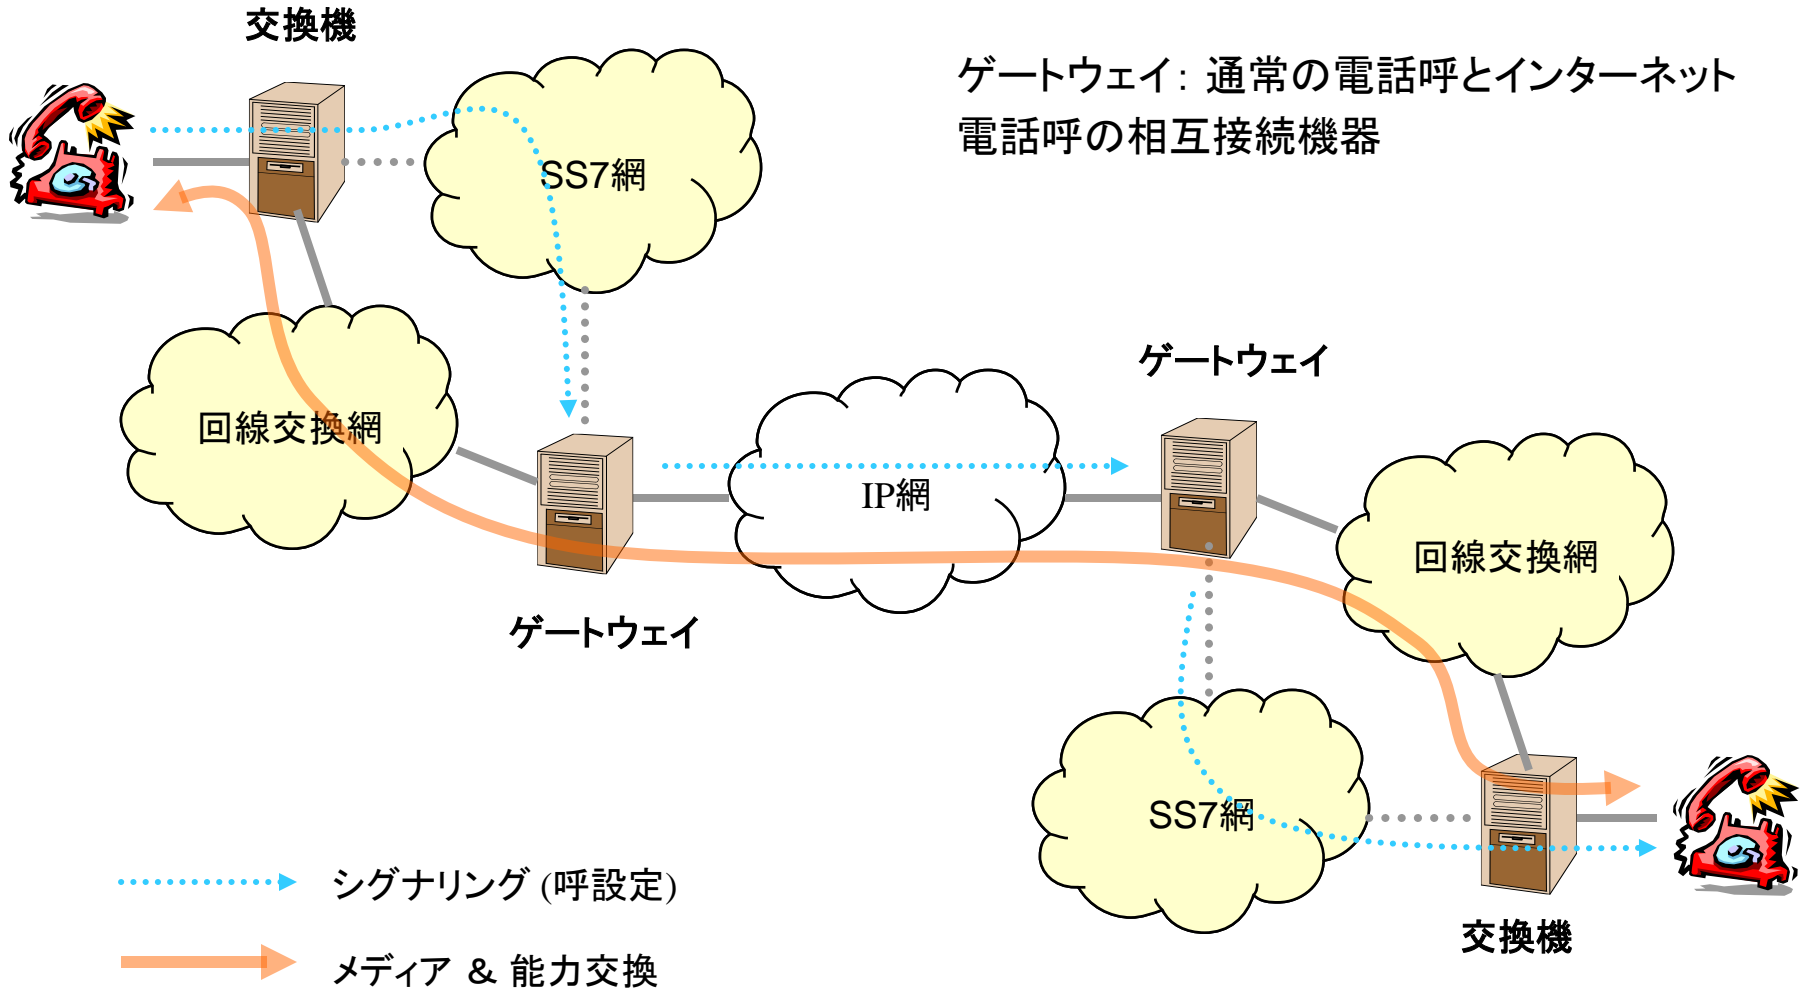 交換機
ゲートウェイ： 通常の電話呼とインターネット
電話呼の相互接続機器
SS7網
ゲートウェイ
回線交換網
IP網
回線交換網
ゲートウェイ
SS7網
シグナリング (呼設定)
交換機
メディア ＆ 能力交換